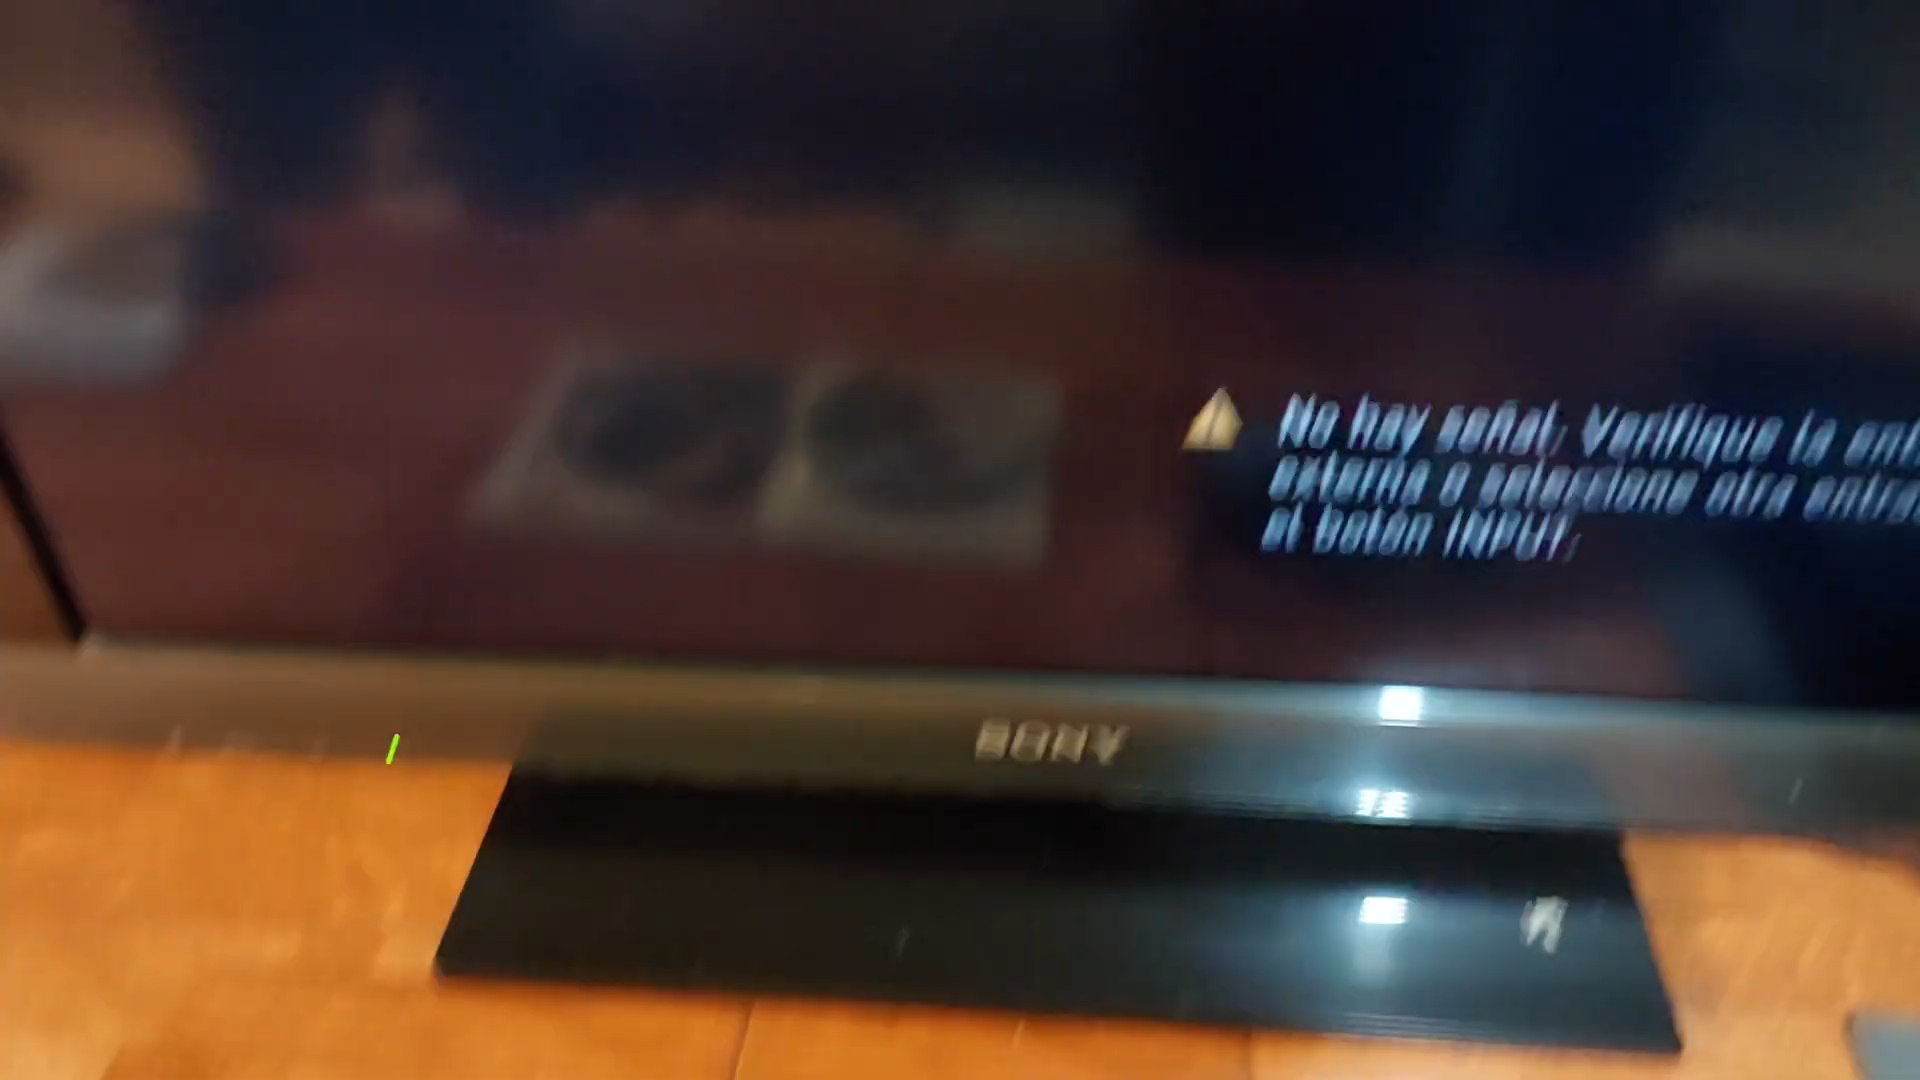 No hay señal. Verifique la
externa o seleccione otra
el botón INPUT.
SONY